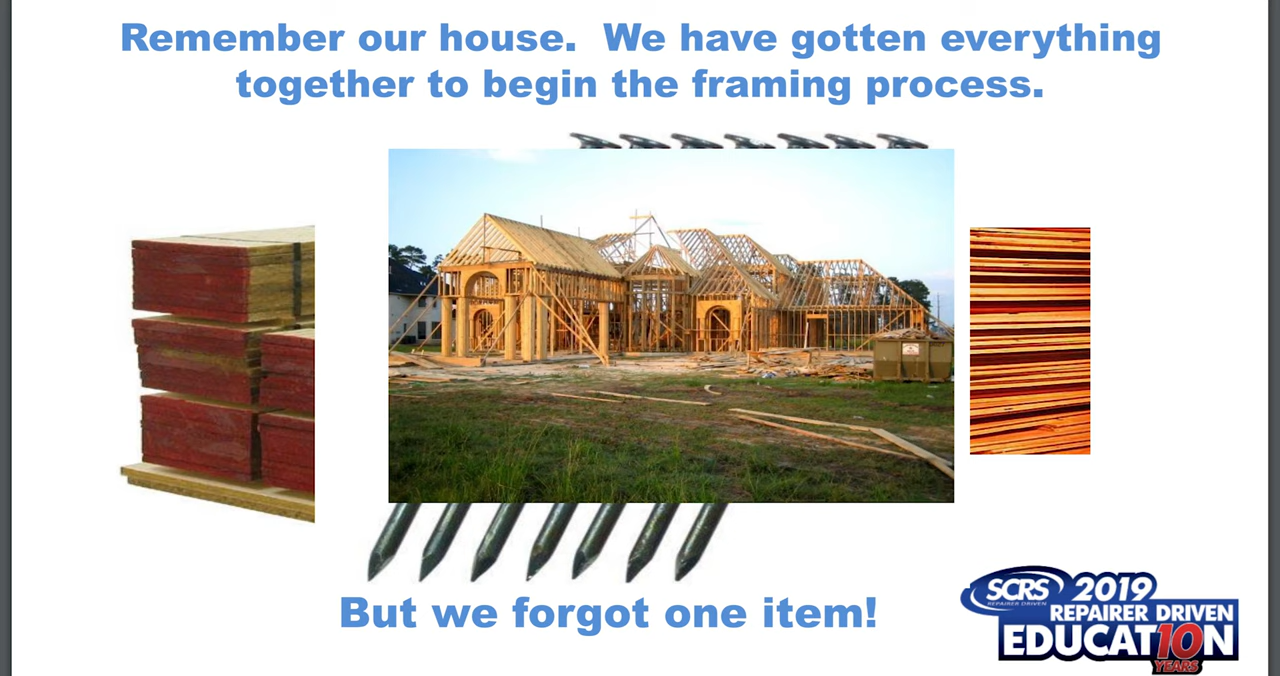 Remember our house.  We have gotten everything
together to begin the framing process.
But we forgot one item!
SCRS 2019
REPAIRER DRIVEN
REPAIRER DRIVEN
EDUCAT10N
YEARS